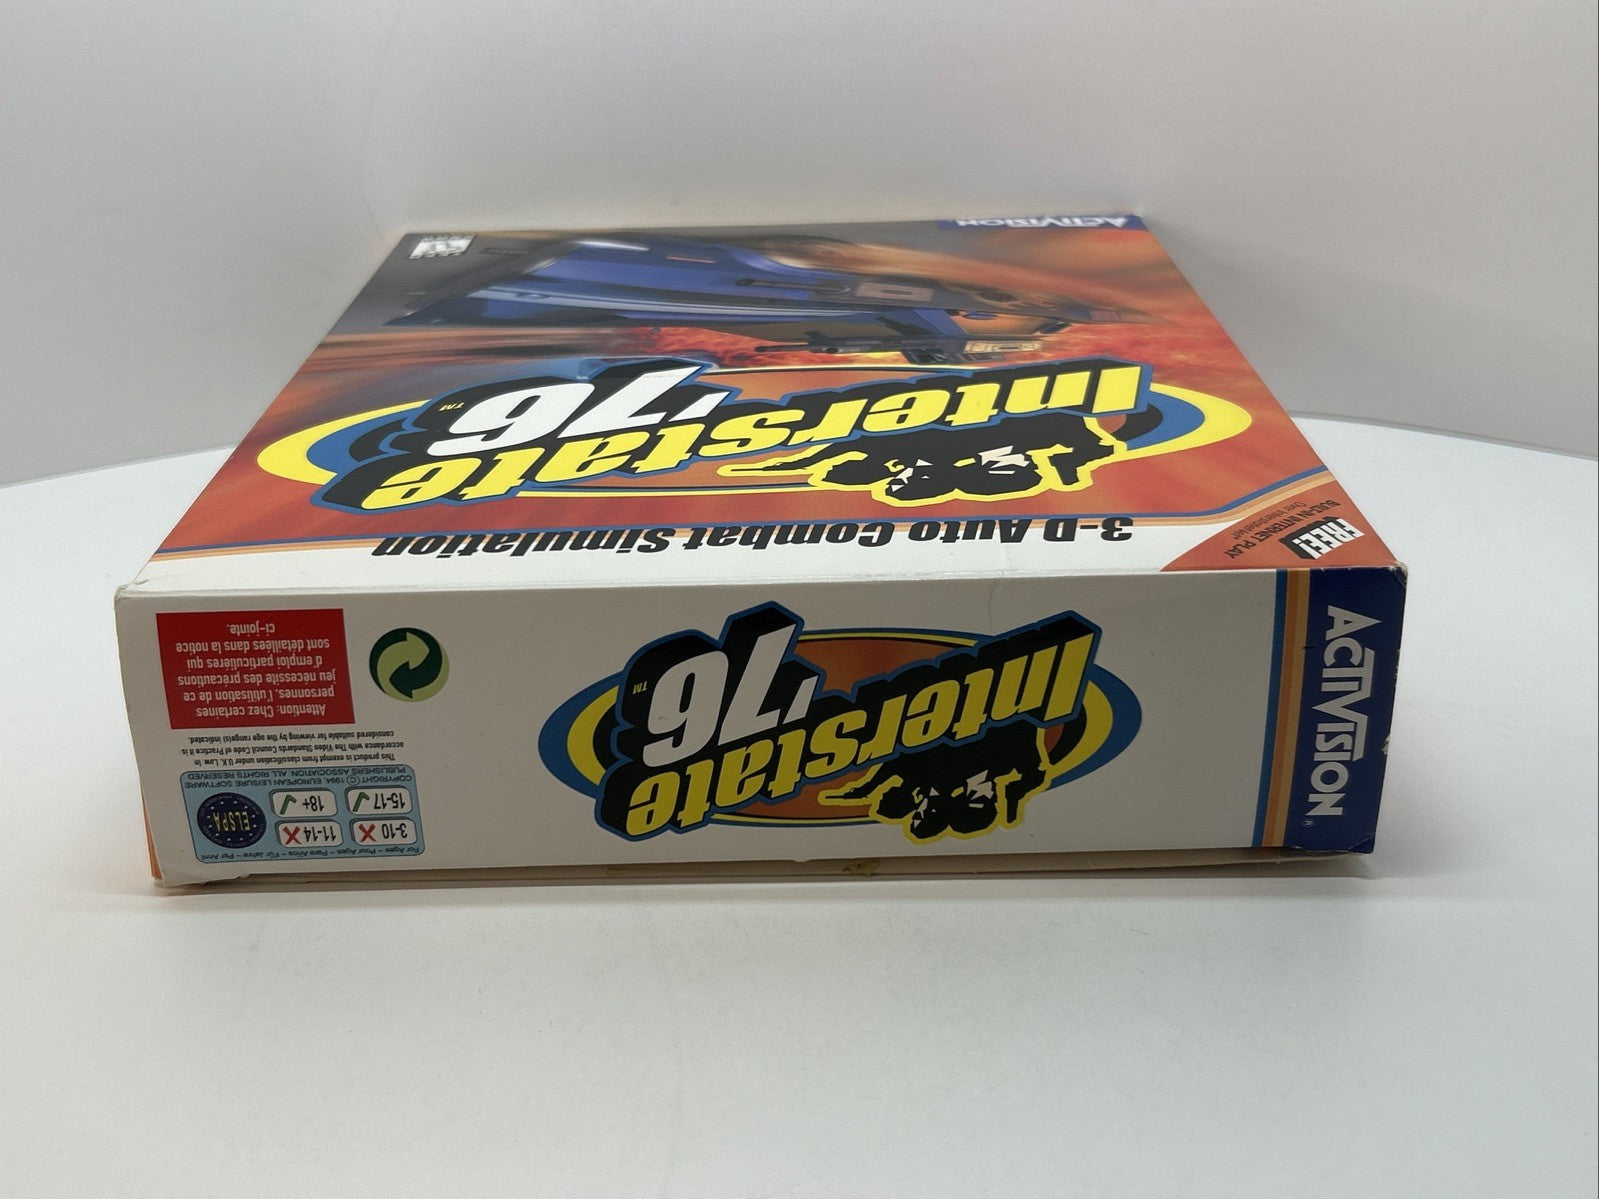 ACTIVISION
Interstate
'76
TM
3-D Auto Combat Simulation
FREE!
BUILT-IN INTERNET PLAY
ACTIVISION
®
Interstate
'76
TM
For Ages – Pour Ages – Para Años – Für Jahre – Per Anni
3-10
11-14
15-17
18+
ELSPA
COPYRIGHT (C) 1994, EUROPEAN LEISURE SOFTWARE
PUBLISHERS ASSOCIATION. ALL RIGHTS RESERVED
This product is exempt from classification under U.K. Law. In
accordance with The Video Standards Council Code of Practice it is
considered suitable for viewing by the age range(s) indicated.
Attention: Chez certaines
personnes, l'utilisation de ce
jeu nécessite des précautions
d'emploi particulières qui
sont détaillées dans la notice
ci-jointe.